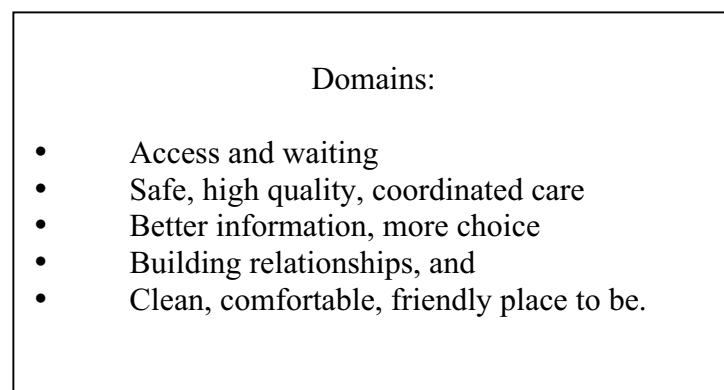 Domains:
• Access and waiting
• Safe, high quality, coordinated care
• Better information, more choice
• Building relationships, and
• Clean, comfortable, friendly place to be.